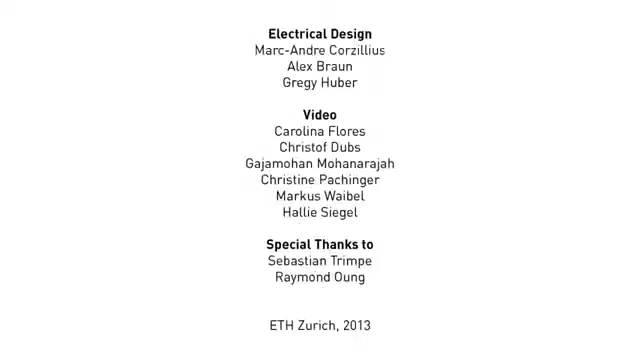 Electrical Design
Marc-Andre Corzillius
Alex Braun
Gregy Huber
Video
Carolina Flores
Christof Dubs
Gajamohan Mohanarajah
Christine Pachinger
Markus Waibel
Hallie Siegel
Special Thanks to
Sebastian Trimpe
Raymond Oung
ETH Zurich, 2013